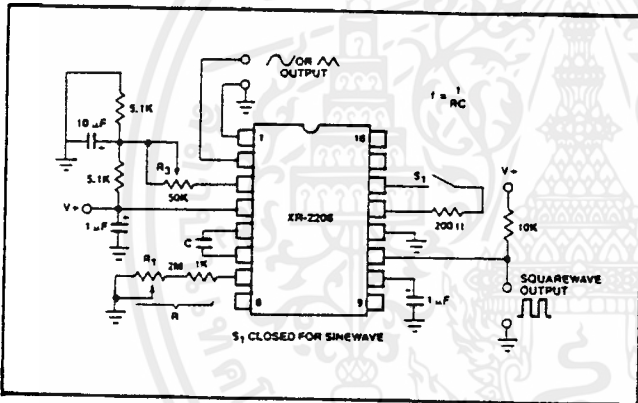 OR
OUTPUT
f = 1
RC
5.1K
10 µF
R3
50K
5.1K
V+
1 µF
C
R1
2M
1K
R
1
8
16
9
XR-2206
S1
200 Ω
1 µF
V+
10K
SQUAREWAVE
OUTPUT
S1 CLOSED FOR SINEWAVE